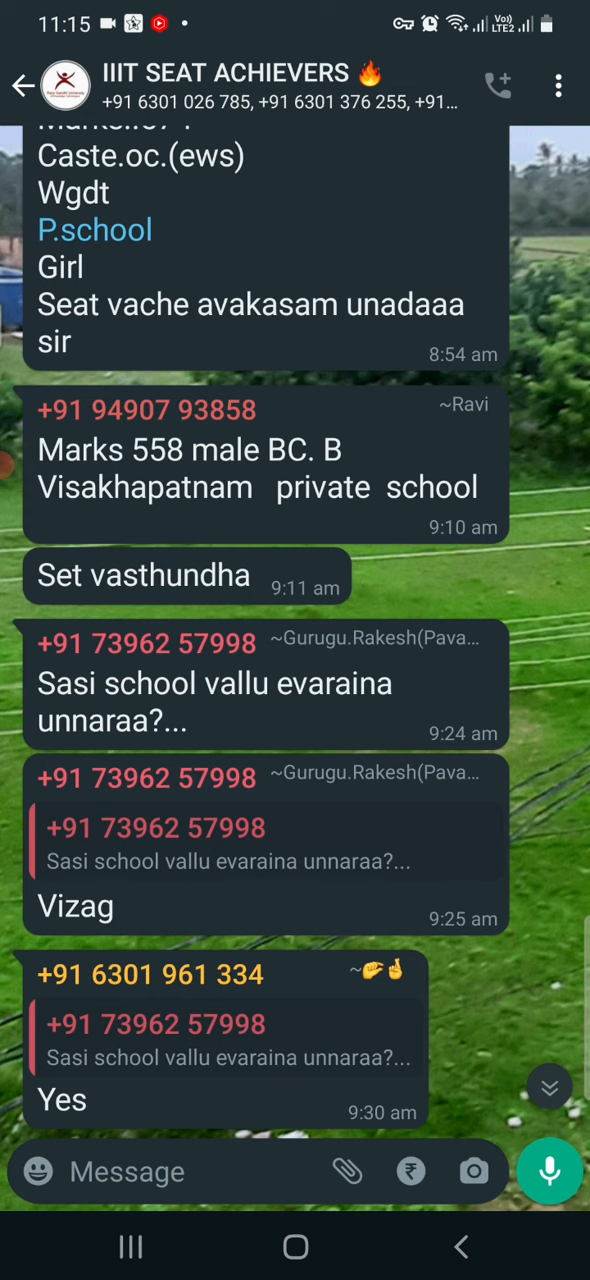 11:15
Vo)) LTE2
IIIT SEAT ACHIEVERS 🔥
+91 6301 026 785, +91 6301 376 255, +91...
Caste.oc.(ews)
Wgdt
P.school
Girl
Seat vache avakasam unadaaa
sir
8:54 am
+91 94907 93858 ~Ravi
Marks 558 male BC. B
Visakhapatnam private school
9:10 am
Set vasthundha 9:11 am
+91 73962 57998 ~Gurugu.Rakesh(Pava...
Sasi school vallu evaraina
unnaraa?...
9:24 am
+91 73962 57998 ~Gurugu.Rakesh(Pava...
+91 73962 57998
Sasi school vallu evaraina unnaraa?...
Vizag
9:25 am
+91 6301 961 334 ~🤛🤞
+91 73962 57998
Sasi school vallu evaraina unnaraa?...
Yes
9:30 am
Message